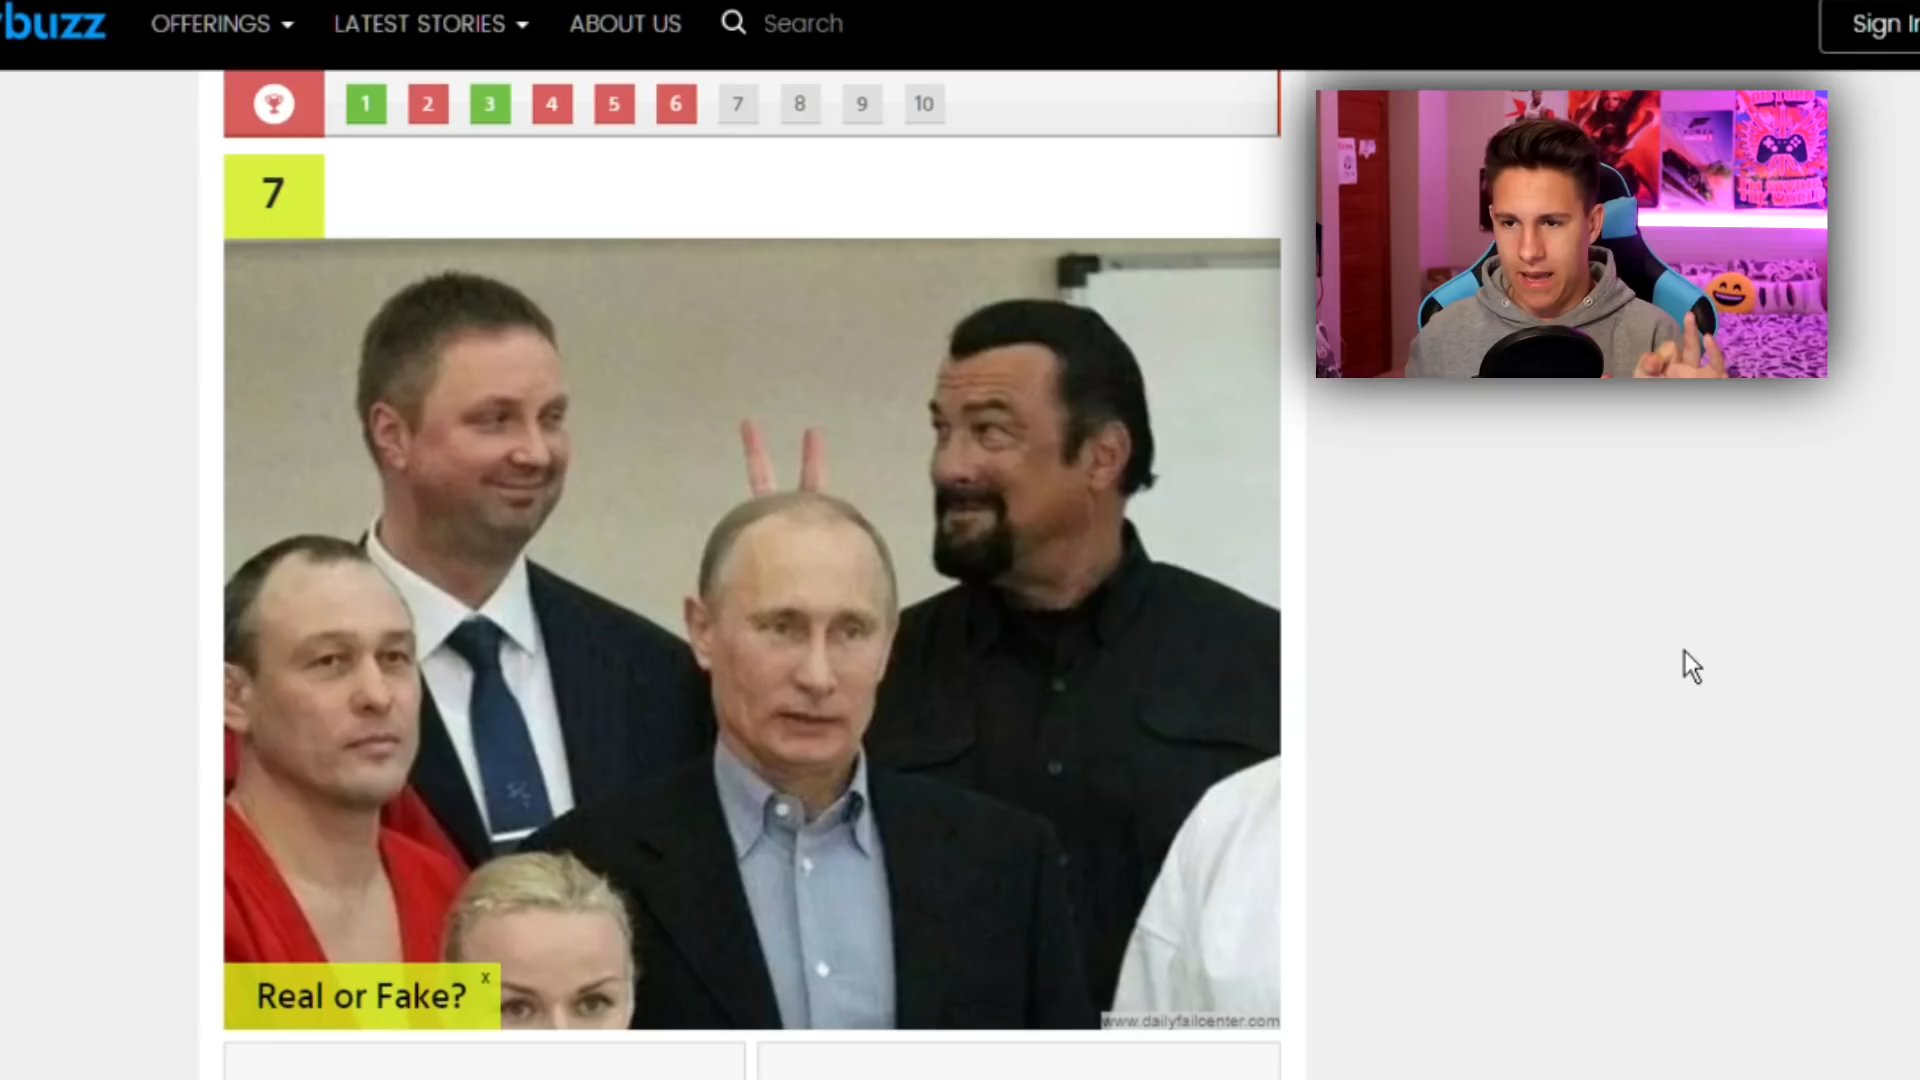 buzz OFFERINGS LATEST STORIES ABOUT US Search Sign In
1 2 3 4 5 6 7 8 9 10
7
Real or Fake? x
www.dailyfailcenter.com